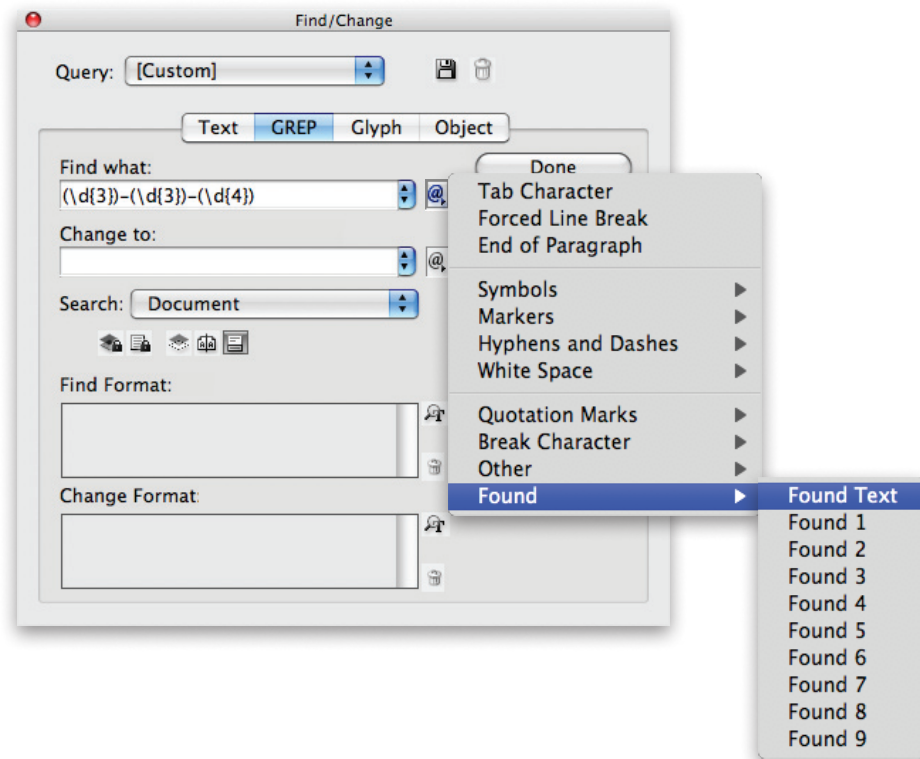 Find/Change
Query: [Custom]
Text GREP Glyph Object
Find what:
Done
(\d{3})-(\d{3})-(\d{4})
@
Change to:
@
Search: Document
Find Format:
Change Format:
Tab Character
Forced Line Break
End of Paragraph
Symbols
Markers
Hyphens and Dashes
White Space
Quotation Marks
Break Character
Other
Found
Found Text
Found 1
Found 2
Found 3
Found 4
Found 5
Found 6
Found 7
Found 8
Found 9